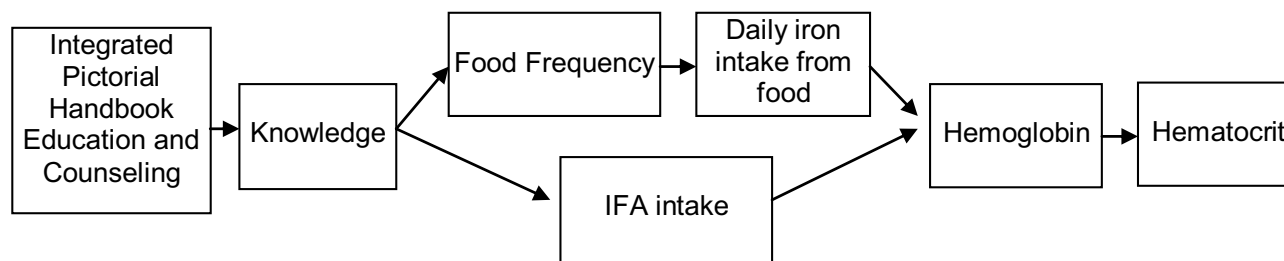 Integrated
Pictorial
Handbook
Education and
Counseling
Knowledge
Food Frequency
Daily iron
intake from
food
IFA intake
Hemoglobin
Hematocrit